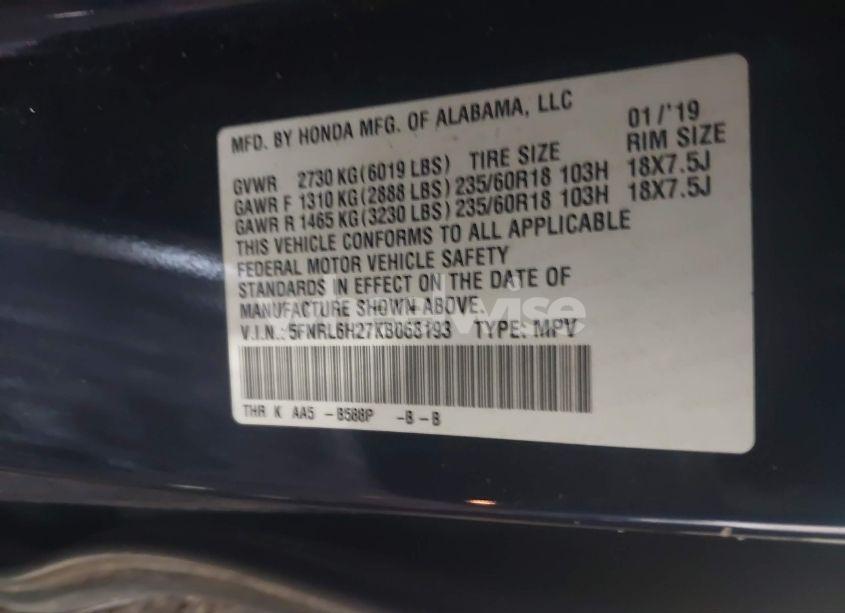 MFD. BY HONDA MFG. OF ALABAMA, LLC 01/'19
GVWR 2730 KG (6019 LBS) TIRE SIZE RIM SIZE
GAWR F 1310 KG (2888 LBS) 235/60R18 103H 18X7.5J
GAWR R 1465 KG (3230 LBS) 235/60R18 103H 18X7.5J
THIS VEHICLE CONFORMS TO ALL APPLICABLE
FEDERAL MOTOR VEHICLE SAFETY
STANDARDS IN EFFECT ON THE DATE OF
MANUFACTURE SHOWN ABOVE.
V.I.N.: 5FNRL6H27KB068193 TYPE: MPV
THR K AA5 -B588P -B-B